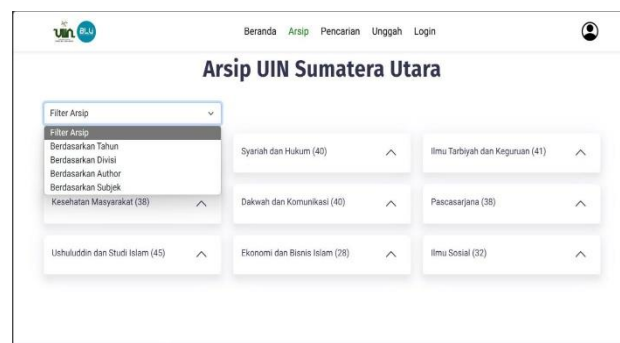 UIN BLU
Beranda Arsip Pencarian Unggah Login
Arsip UIN Sumatera Utara
Filter Arsip
Filter Arsip
Berdasarkan Tahun
Berdasarkan Divisi
Berdasarkan Author
Berdasarkan Subjek
Syariah dan Hukum (40)
Ilmu Tarbiyah dan Keguruan (41)
Kesehatan Masyarakat (38)
Dakwah dan Komunikasi (40)
Pascasarjana (38)
Ushuluddin dan Studi Islam (45)
Ekonomi dan Bisnis Islam (28)
Ilmu Sosial (32)